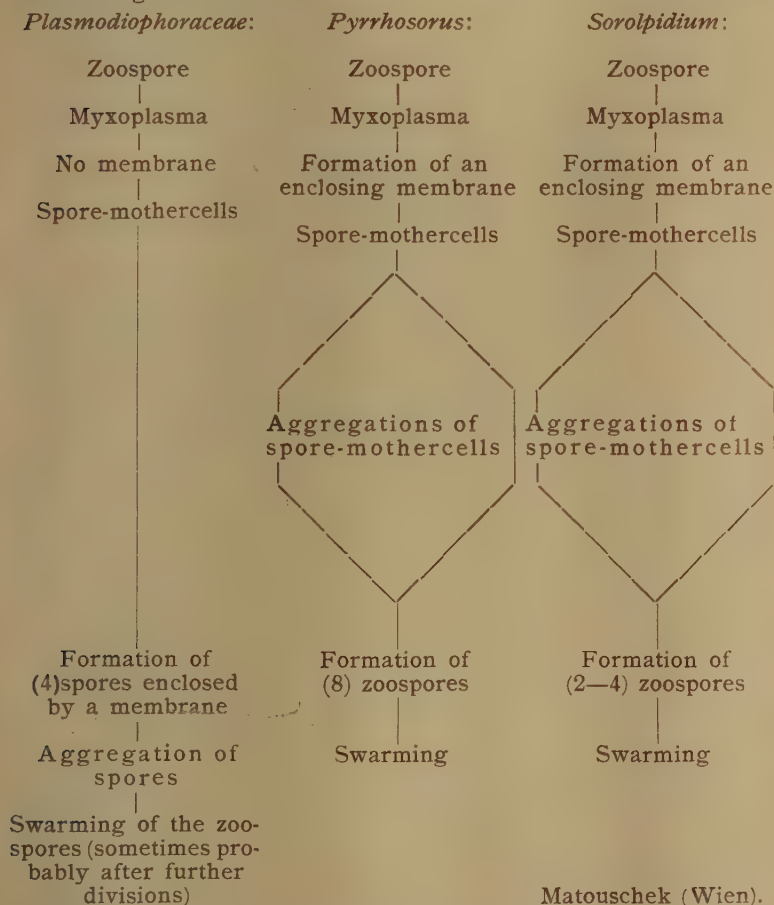 Plasmodiophoraceae:
Zoospore
Myxoplasma
No membrane
Spore-mothercells
Formation of
(4)spores enclosed
by a membrane
Aggregation of
spores
Swarming of the zoo-
spores (sometimes pro-
bably after further
divisions)
Pyrrhosorus:
Zoospore
Myxoplasma
Formation of an
enclosing membrane
Spore-mothercells
Aggregations of
spore-mothercells
Formation of
(8) zoospores
Swarming
Sorolpidium:
Zoospore
Myxoplasma
Formation of an
enclosing membrane
Spore-mothercells
Aggregations of
spore-mothercells
Formation of
(2—4) zoospores
Swarming
Matouschek (Wien).